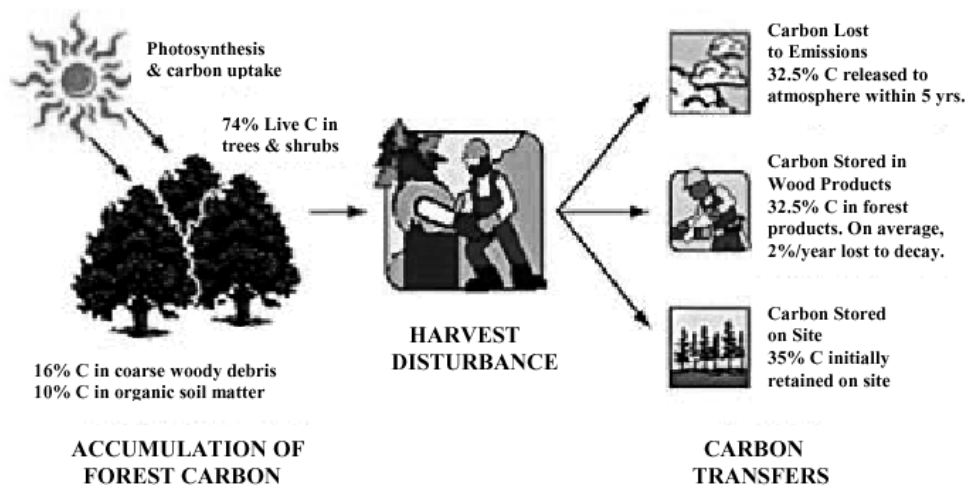 Photosynthesis
& carbon uptake
74% Live C in
trees & shrubs
16% C in coarse woody debris
10% C in organic soil matter
ACCUMULATION OF
FOREST CARBON
HARVEST
DISTURBANCE
Carbon Lost
to Emissions
32.5% C released to
atmosphere within 5 yrs.
Carbon Stored in
Wood Products
32.5% C in forest
products. On average,
2%/year lost to decay.
Carbon Stored
on Site
35% C initially
retained on site
CARBON
TRANSFERS